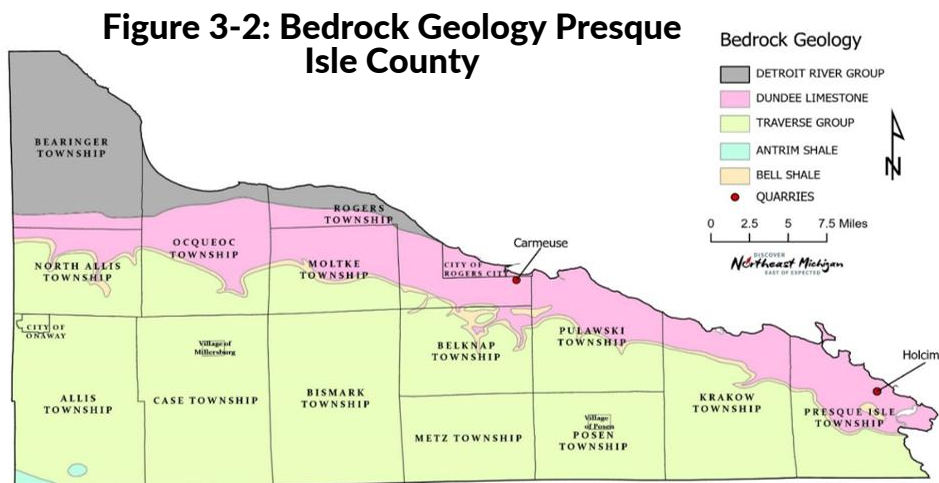 Figure 3-2: Bedrock Geology Presque
Isle County
Bedrock Geology
DETROIT RIVER GROUP
DUNDEE LIMESTONE
TRAVERSE GROUP
ANTRIM SHALE
BELL SHALE
QUARRIES
N
0 2.5 5 7.5 Miles
DISCOVER
Northeast Michigan
EAST OF EXPECTED
BEARINGER
TOWNSHIP
ROGERS
TOWNSHIP
OCQUEOC
TOWNSHIP
NORTH ALLIS
TOWNSHIP
MOLTKE
TOWNSHIP
CITY OF
ROGERS CITY
Carmeuse
CITY OF
ONAWAY
Village of
Millersburg
BELKNAP
TOWNSHIP
PULAWSKI
TOWNSHIP
Holcim
ALLIS
TOWNSHIP
CASE TOWNSHIP
BISMARK
TOWNSHIP
KRAKOW
TOWNSHIP
PRESQUE ISLE
TOWNSHIP
METZ TOWNSHIP
Village
of Posen
POSEN
TOWNSHIP